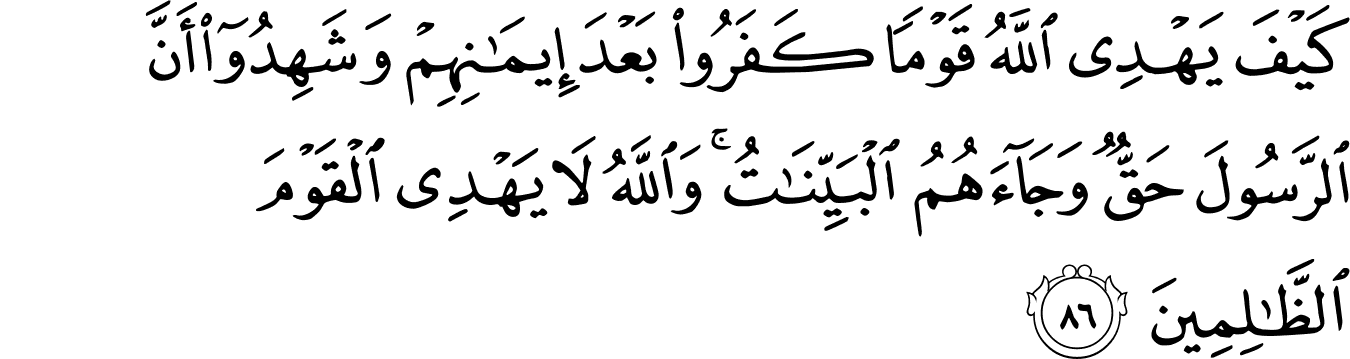 كَيْفَ يَهْدِى ٱللَّهُ قَوْمًا كَفَرُوا۟ بَعْدَ إِيمَـٰنِهِمْ وَشَهِدُوٓا۟ أَنَّ
ٱلرَّسُولَ حَقٌّ وَجَآءَهُمُ ٱلْبَيِّنَـٰتُ ۚ وَٱللَّهُ لَا يَهْدِى ٱلْقَوْمَ
ٱلظَّـٰلِمِينَ ٨٦